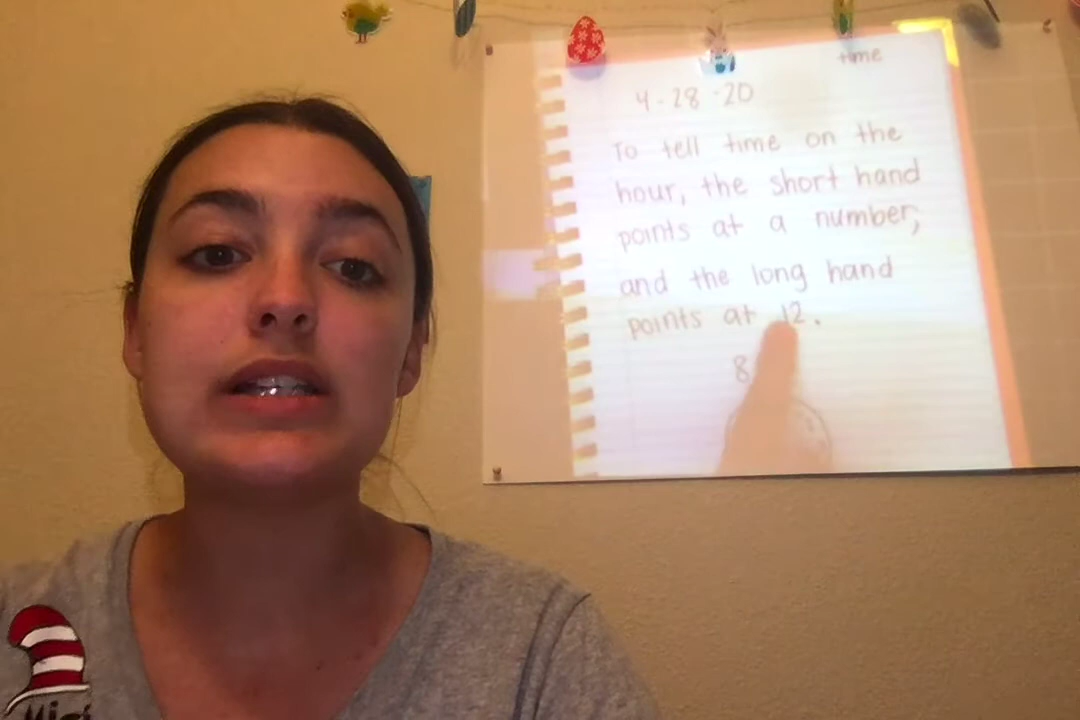 time
4-28-20
To tell time on the
hour, the short hand
points at a number,
and the long hand
points at 12.
8